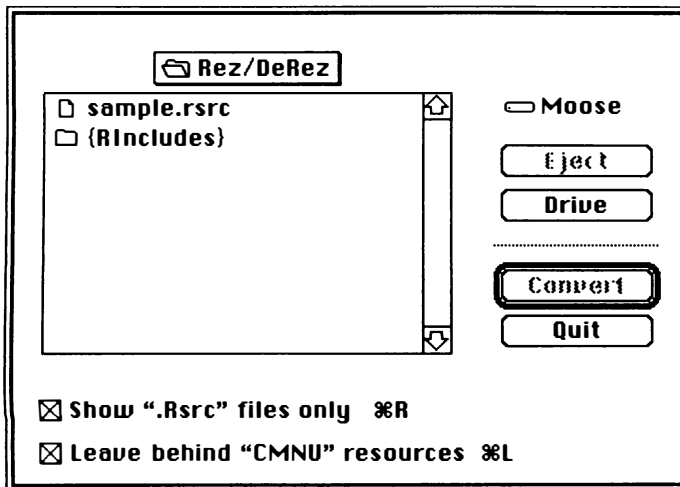 Rez/DeRez
sample.rsrc
{RIncludes}
Moose
Eject
Drive
Convert
Quit
Show “.Rsrc” files only ⌘R
Leave behind “CMNU” resources ⌘L